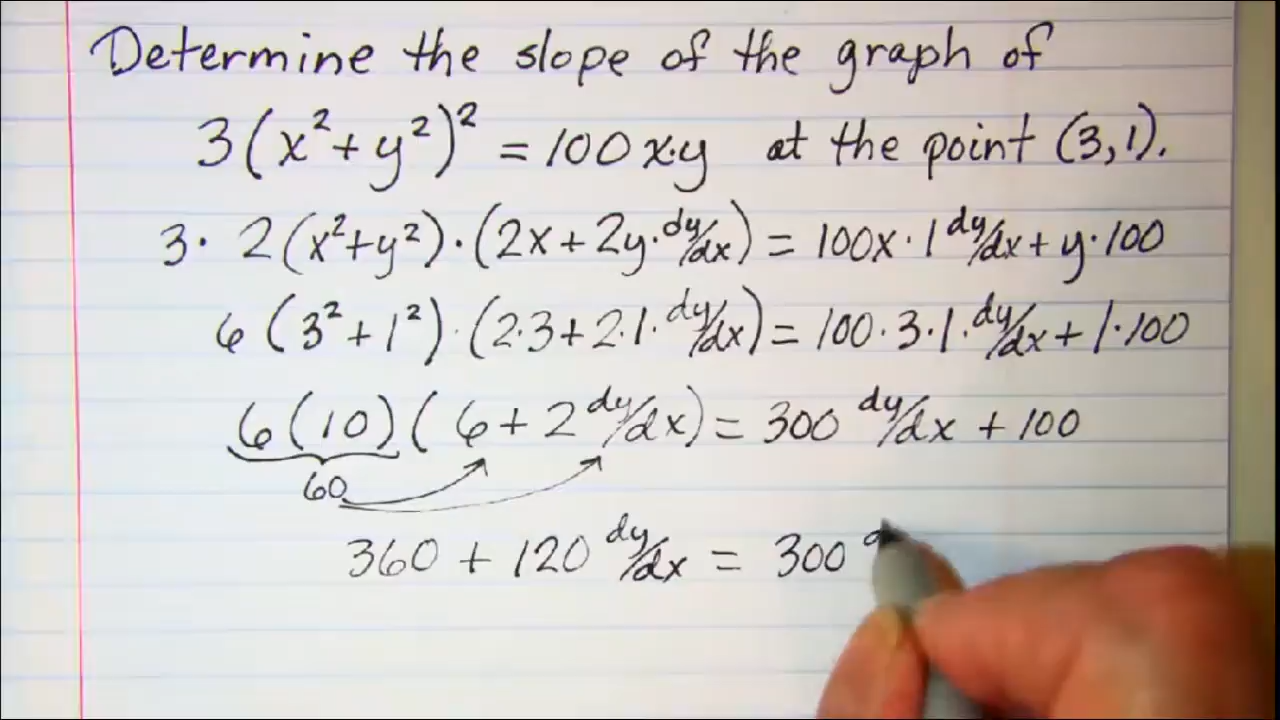 Determine the slope of the graph of
3(x²+y²)² = 100x·y at the point (3,1).
3· 2(x²+y²)·(2x+2y·dy/dx) = 100x·1 dy/dx + y·100
6(3²+1²)·(2·3+2·1·dy/dx) = 100·3·1·dy/dx + 1·100
6(10)(6+2 dy/dx) = 300 dy/dx + 100
60
360 + 120 dy/dx = 300